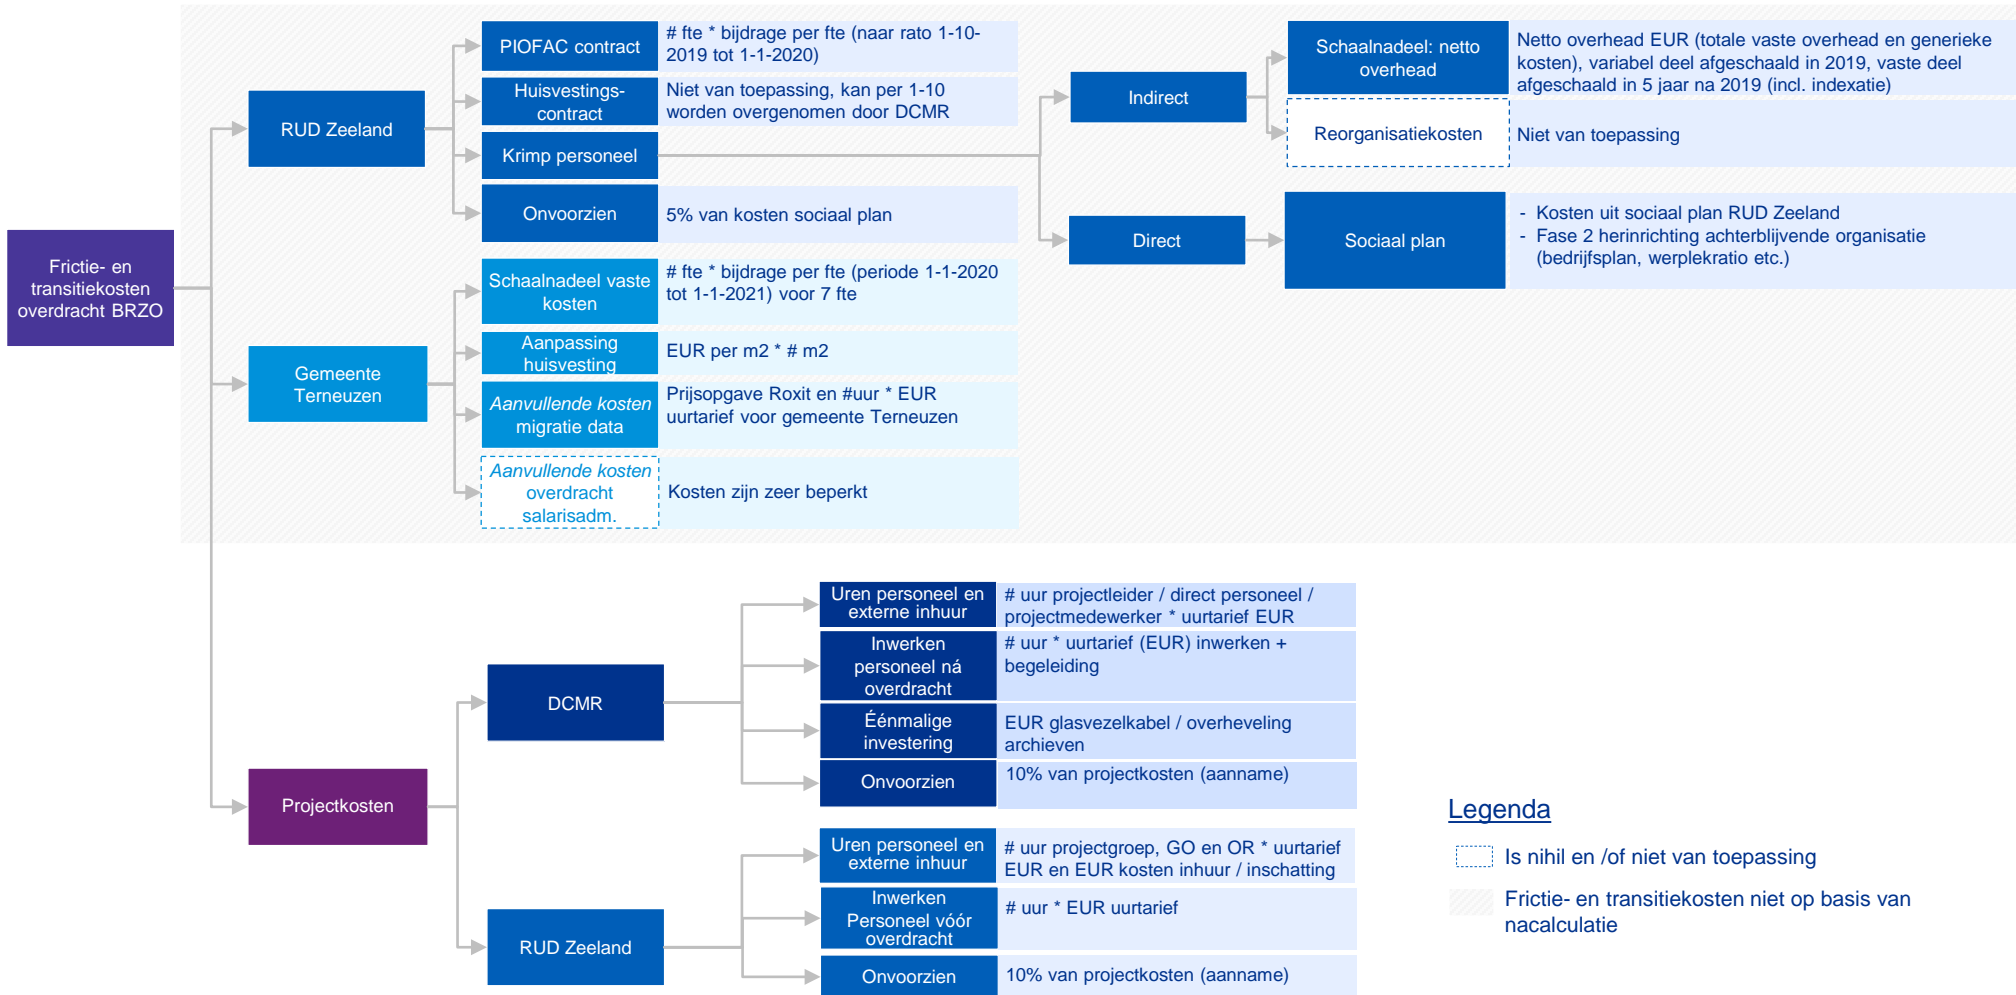 Frictie- en
transitiekosten
overdracht BRZO
RUD Zeeland
PIOFAC contract
# fte * bijdrage per fte (naar rato 1-10-
2019 tot 1-1-2020)
Huisvestings-
contract
Niet van toepassing, kan per 1-10
worden overgenomen door DCMR
Krimp personeel
Onvoorzien
5% van kosten sociaal plan
Indirect
Schaalnadeel: netto
overhead
Netto overhead EUR (totale vaste overhead en generieke
kosten), variabel deel afgeschaald in 2019, vaste deel
afgeschaald in 5 jaar na 2019 (incl. indexatie)
Reorganisatiekosten
Niet van toepassing
Direct
Sociaal plan
- Kosten uit sociaal plan RUD Zeeland
- Fase 2 herinrichting achterblijvende organisatie
(bedrijfsplan, werplekratio etc.)
Gemeente
Terneuzen
Schaalnadeel vaste
kosten
# fte * bijdrage per fte (periode 1-1-2020
tot 1-1-2021) voor 7 fte
Aanpassing
huisvesting
EUR per m2 * # m2
Aanvullende kosten
migratie data
Prijsopgave Roxit en #uur * EUR
uurtarief voor gemeente Terneuzen
Aanvullende kosten
overdracht
salarisadm.
Kosten zijn zeer beperkt
Projectkosten
DCMR
Uren personeel en
externe inhuur
# uur projectleider / direct personeel /
projectmedewerker * uurtarief EUR
Inwerken
personeel ná
overdracht
# uur * uurtarief (EUR) inwerken +
begeleiding
Éénmalige
investering
EUR glasvezelkabel / overheveling
archieven
Onvoorzien
10% van projectkosten (aanname)
RUD Zeeland
Uren personeel en
externe inhuur
# uur projectgroep, GO en OR * uurtarief
EUR en EUR kosten inhuur / inschatting
Inwerken
Personeel vóór
overdracht
# uur * EUR uurtarief
Onvoorzien
10% van projectkosten (aanname)
Legenda
Is nihil en /of niet van toepassing
Frictie- en transitiekosten niet op basis van
nacalculatie